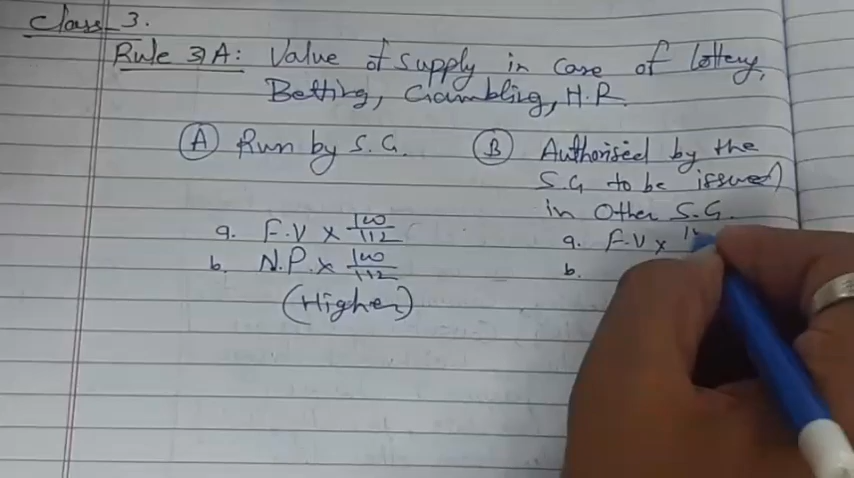 Class 3.
Rule 31A: Value of supply in case of lottery,
Betting, Gambling, H.R.
(A) Run by S.G.
a. F.V × 100/112
b. N.P. × 100/112
(Higher)
(B) Authorised by the
S.G to be issued
in Other S.G.
a. F.V ×
b.